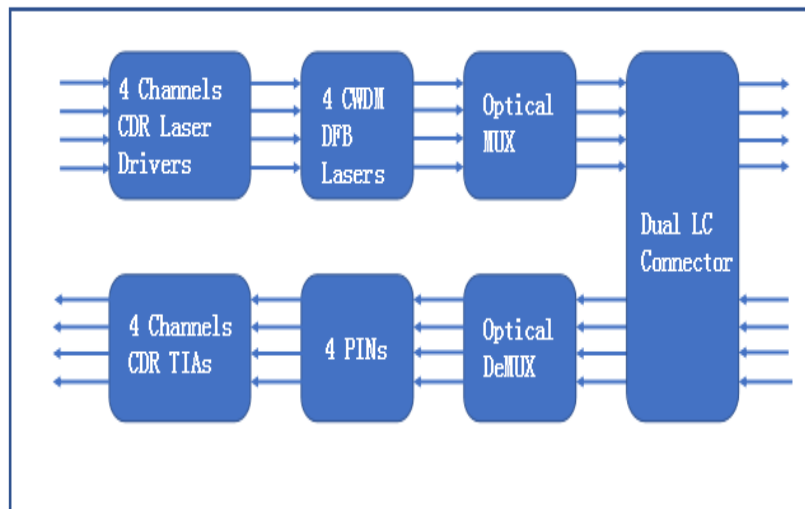 4 Channels
CDR Laser
Drivers
4 CWDM
DFB
Lasers
Optical
MUX
Dual LC
Connector
4 Channels
CDR TIAs
4 PINs
Optical
DeMUX